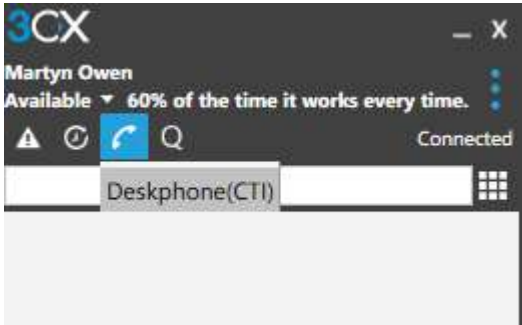 3CX
_ X
Martyn Owen
Available 60% of the time it works every time.
Q Connected
Deskphone(CTI)